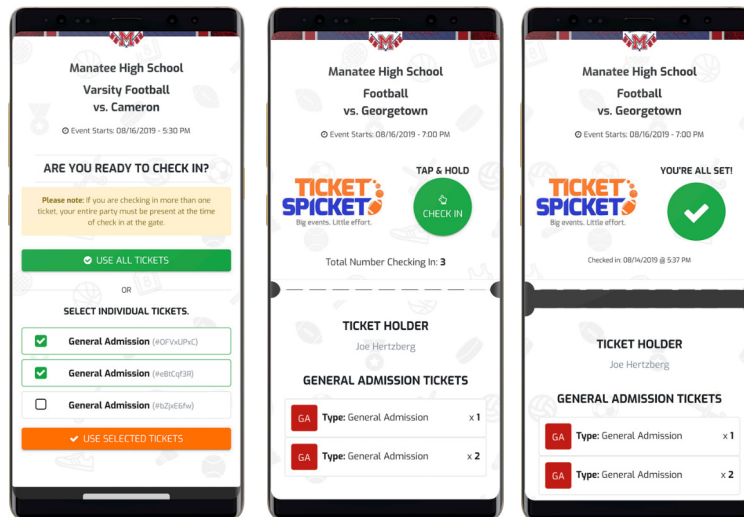 Manatee High School
Varsity Football
vs. Cameron
Event Starts: 08/16/2019 - 5:30 PM
ARE YOU READY TO CHECK IN?
Please note: If you are checking in more than one
ticket, your entire party must be present at the time
of check in at the gate.
USE ALL TICKETS
OR
SELECT INDIVIDUAL TICKETS.
General Admission (#OFVxUPxC)
General Admission (#eBtCqf3R)
General Admission (#bZjxE6fw)
USE SELECTED TICKETS
M
Manatee High School
Football
vs. Georgetown
Event Starts: 08/16/2019 - 7:00 PM
TICKET
SPICKET
Big events. Little effort.
TAP & HOLD
CHECK IN
Total Number Checking In: 3
TICKET HOLDER
Joe Hertzberg
GENERAL ADMISSION TICKETS
GA Type: General Admission x 1
GA Type: General Admission x 2
M
Manatee High School
Football
vs. Georgetown
Event Starts: 08/16/2019 - 7:00 PM
TICKET
SPICKET
Big events. Little effort.
YOU'RE ALL SET!
Checked in: 08/14/2019 @ 5:37 PM
TICKET HOLDER
Joe Hertzberg
GENERAL ADMISSION TICKETS
GA Type: General Admission x 1
GA Type: General Admission x 2